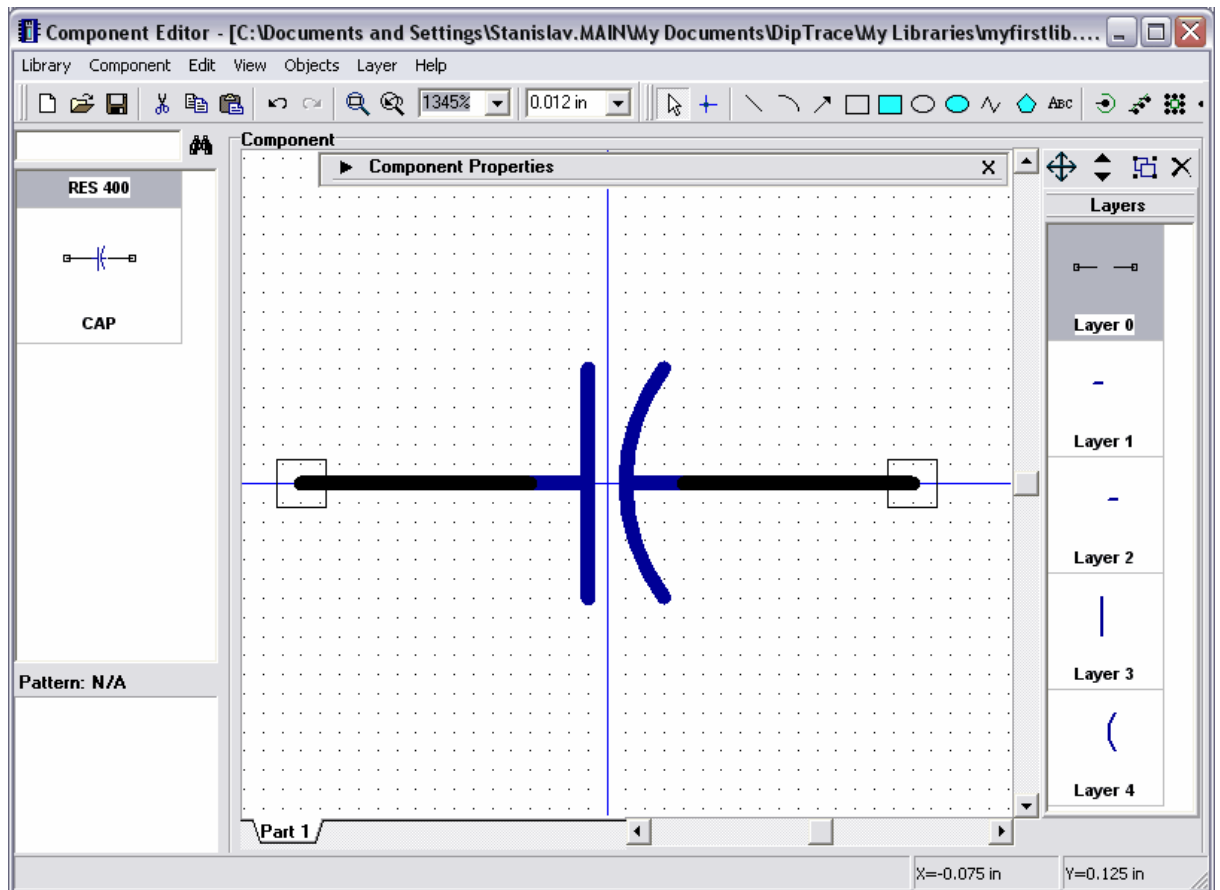 Component Editor - [C:\Documents and Settings\Stanislav.MAIN\My Documents\DipTrace\My Libraries\myfirstlib....
Library Component Edit View Objects Layer Help
1345% 0.012 in ABC
Component
Component Properties X
RES 400
CAP
Layers
Layer 0
Layer 1
Layer 2
Layer 3
Layer 4
Pattern: N/A
Part 1
X=-0.075 in Y=0.125 in